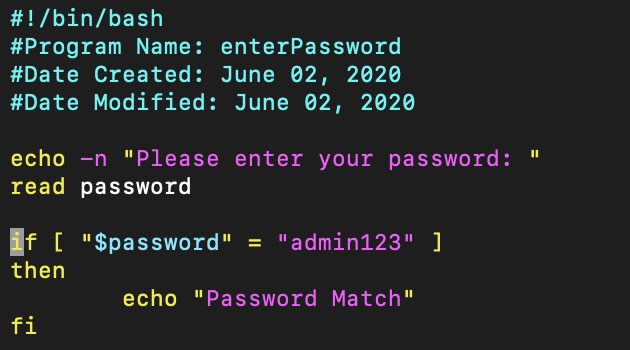 #!/bin/bash
#Program Name: enterPassword
#Date Created: June 02, 2020
#Date Modified: June 02, 2020
echo -n "Please enter your password: "
read password
if [ "$password" = "admin123" ]
then
echo "Password Match"
fi